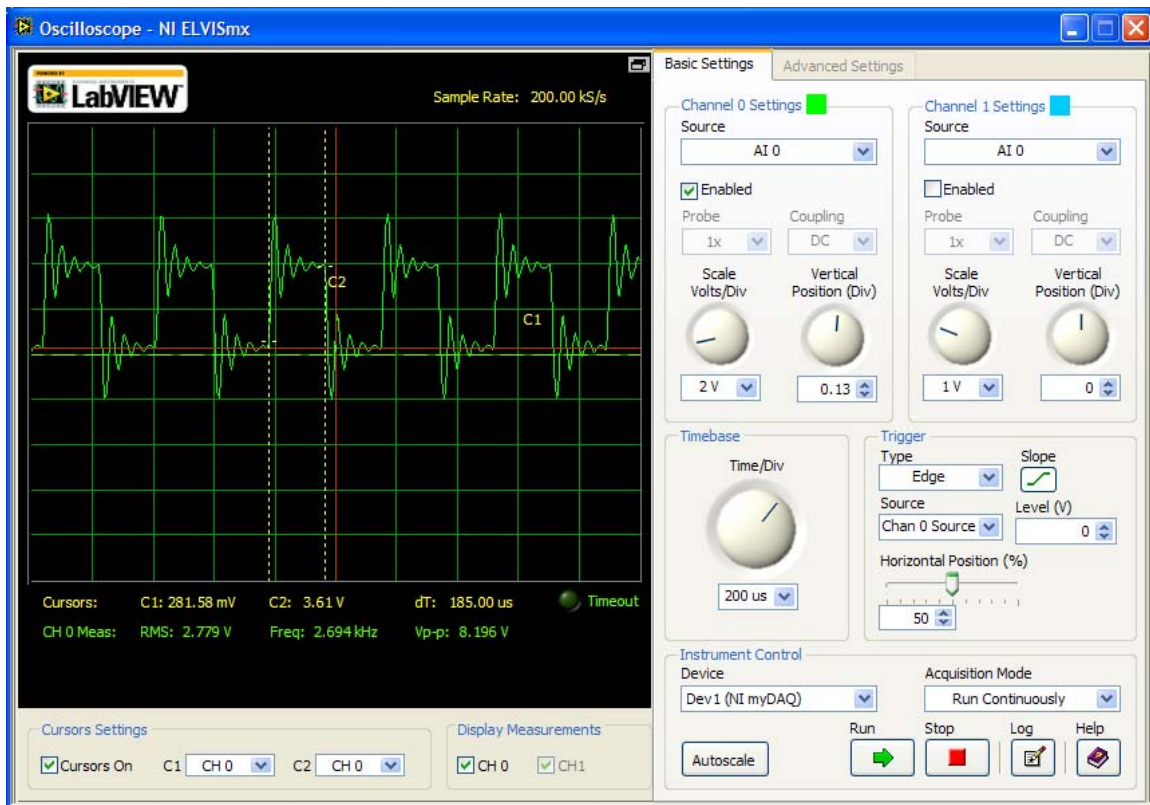 Oscilloscope - NI ELVISmx
LabVIEW
Sample Rate: 200.00 kS/s
C2
C1
Cursors: C1: 281.58 mV C2: 3.61 V dT: 185.00 us Timeout
CH 0 Meas: RMS: 2.779 V Freq: 2.694 kHz Vp-p: 8.196 V
Cursors Settings
Cursors On C1 CH 0 C2 CH 0
Display Measurements
CH 0 CH1
Basic Settings Advanced Settings
Channel 0 Settings
Source
AI 0
Enabled
Probe Coupling
1x DC
Scale Vertical
Volts/Div Position (Div)
2 V 0.13
Channel 1 Settings
Source
AI 0
Enabled
Probe Coupling
1x DC
Scale Vertical
Volts/Div Position (Div)
1 V 0
Timebase
Time/Div
200 us
Trigger
Type Slope
Edge
Source Level (V)
Chan 0 Source 0
Horizontal Position (%)
50
Instrument Control
Device Acquisition Mode
Dev1 (NI myDAQ) Run Continuously
Run Stop Log Help
Autoscale